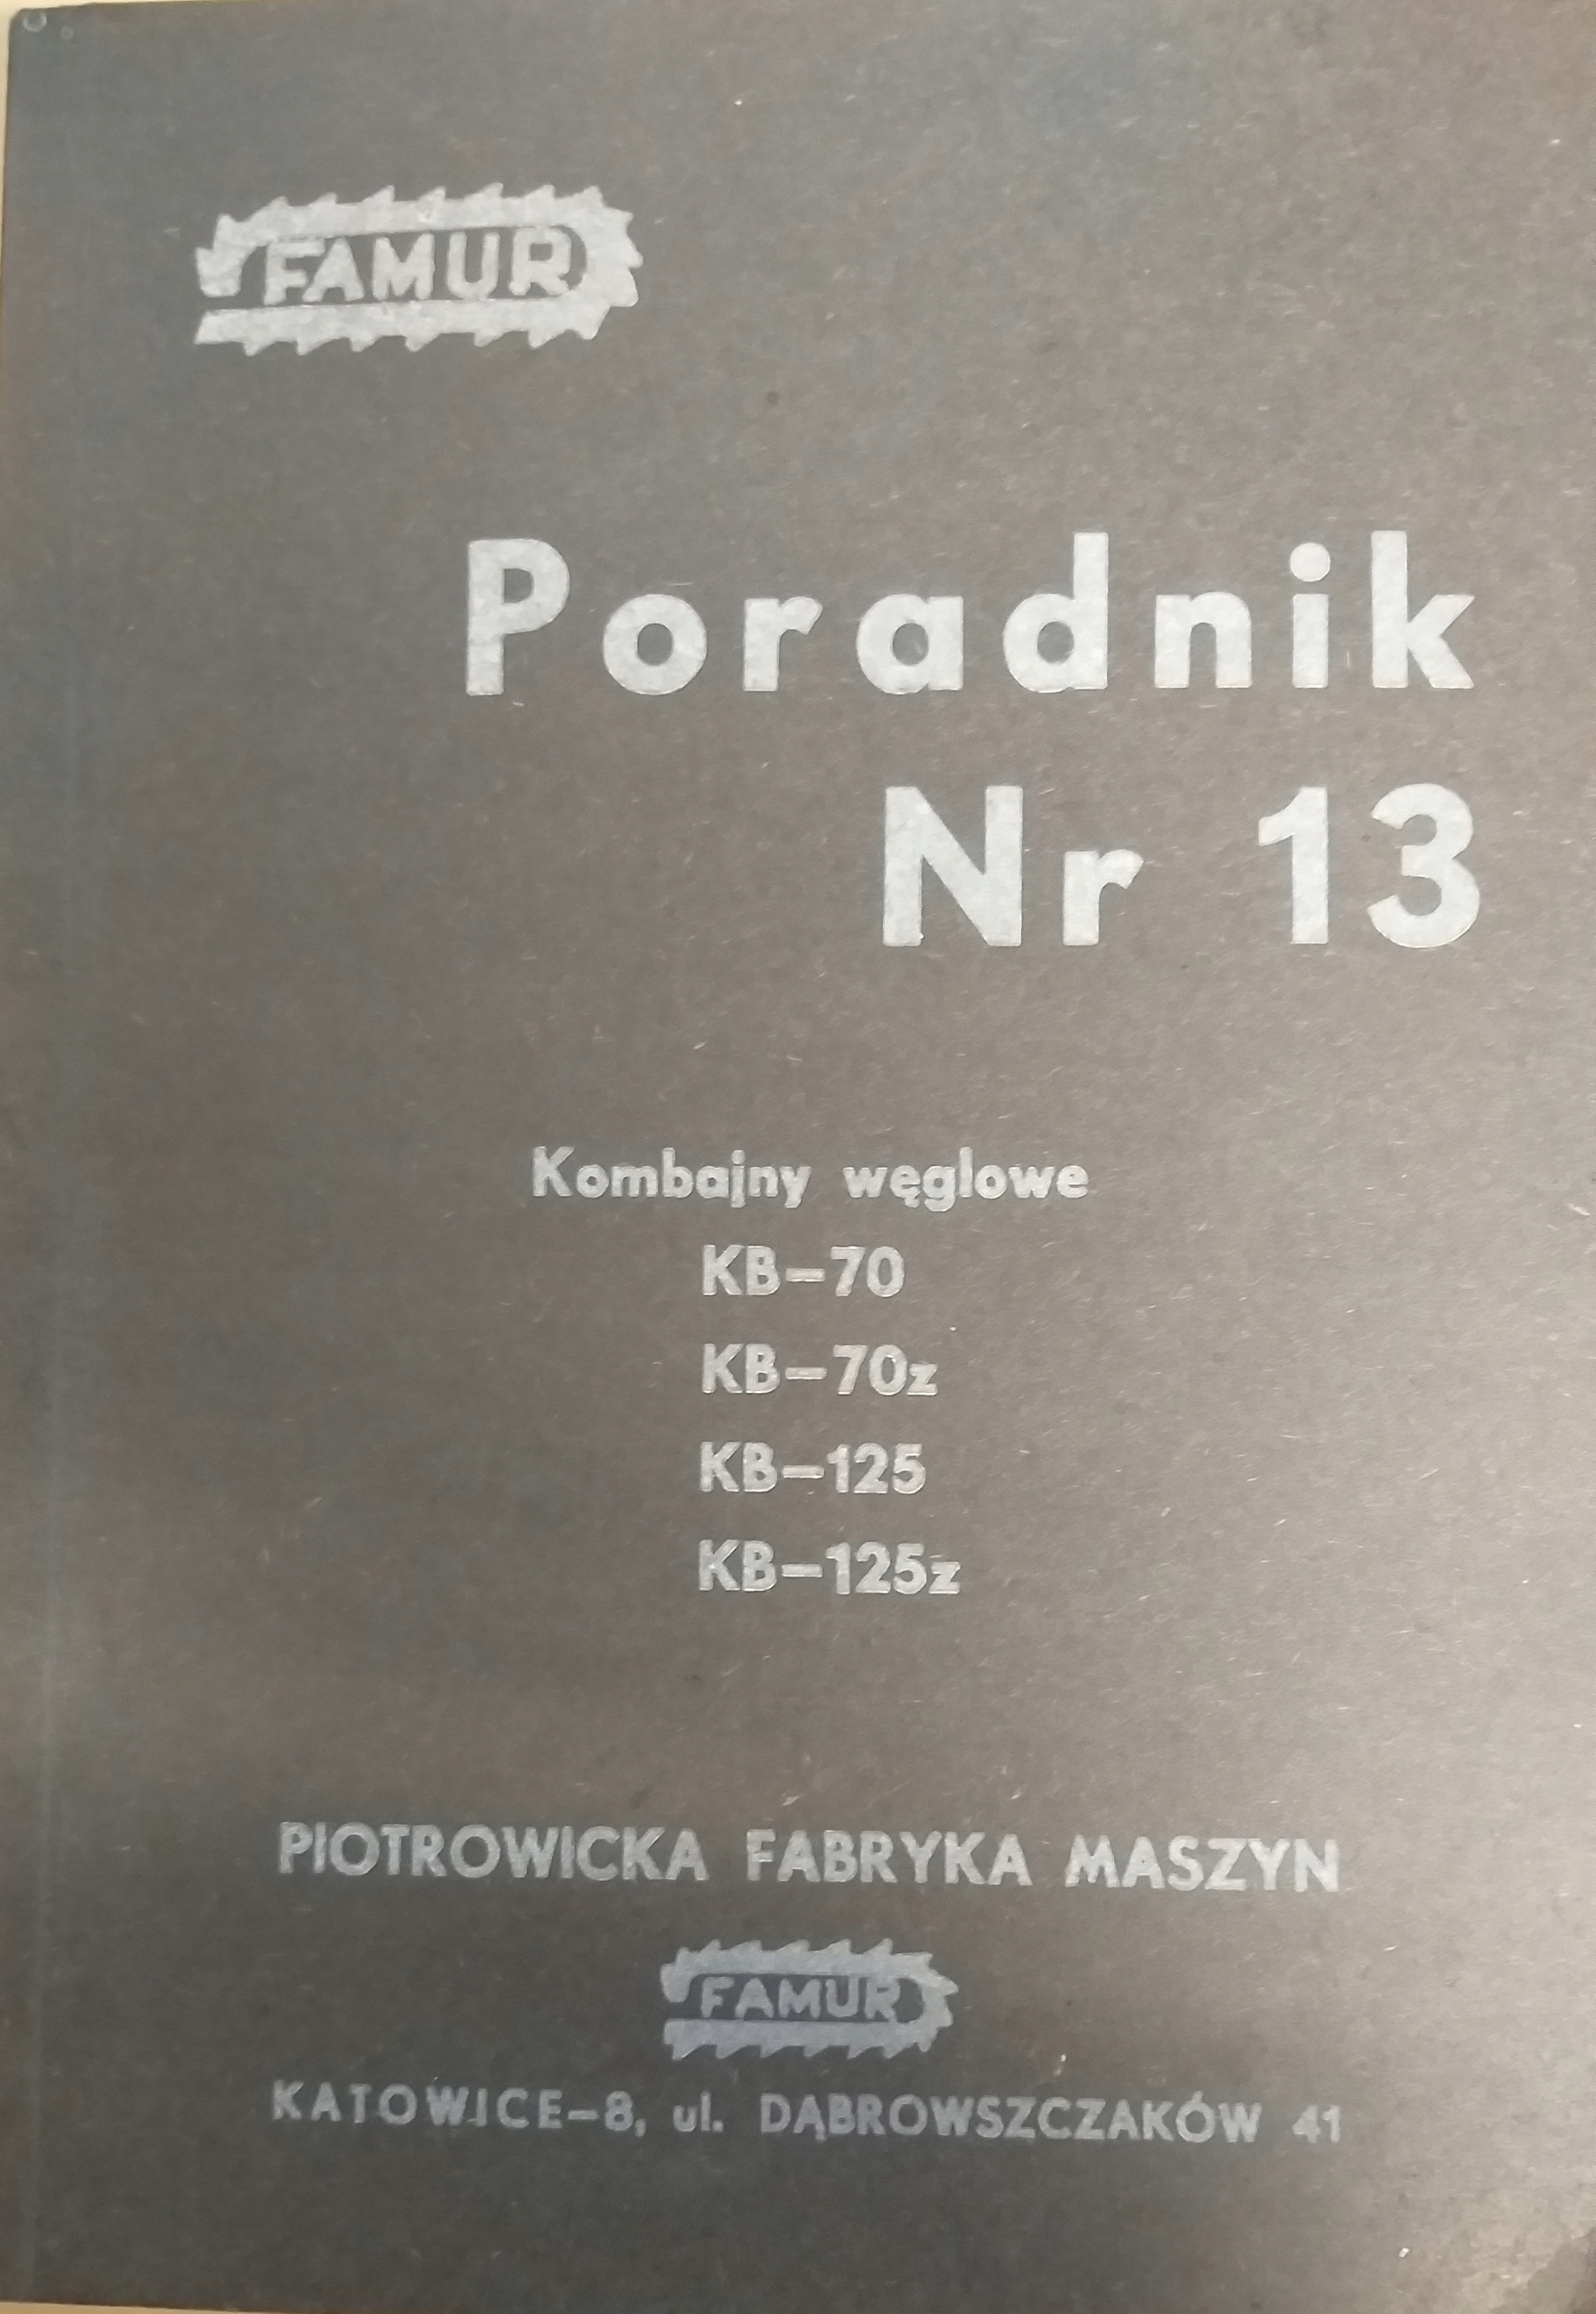 FAMUR
Poradnik
Nr 13
Kombajny węglowe
KB-70
KB-70z
KB-125
KB-125z
PIOTROWICKA FABRYKA MASZYN
FAMUR
KATOWICE-8, ul. DĄBROWSZCZAKÓW 41